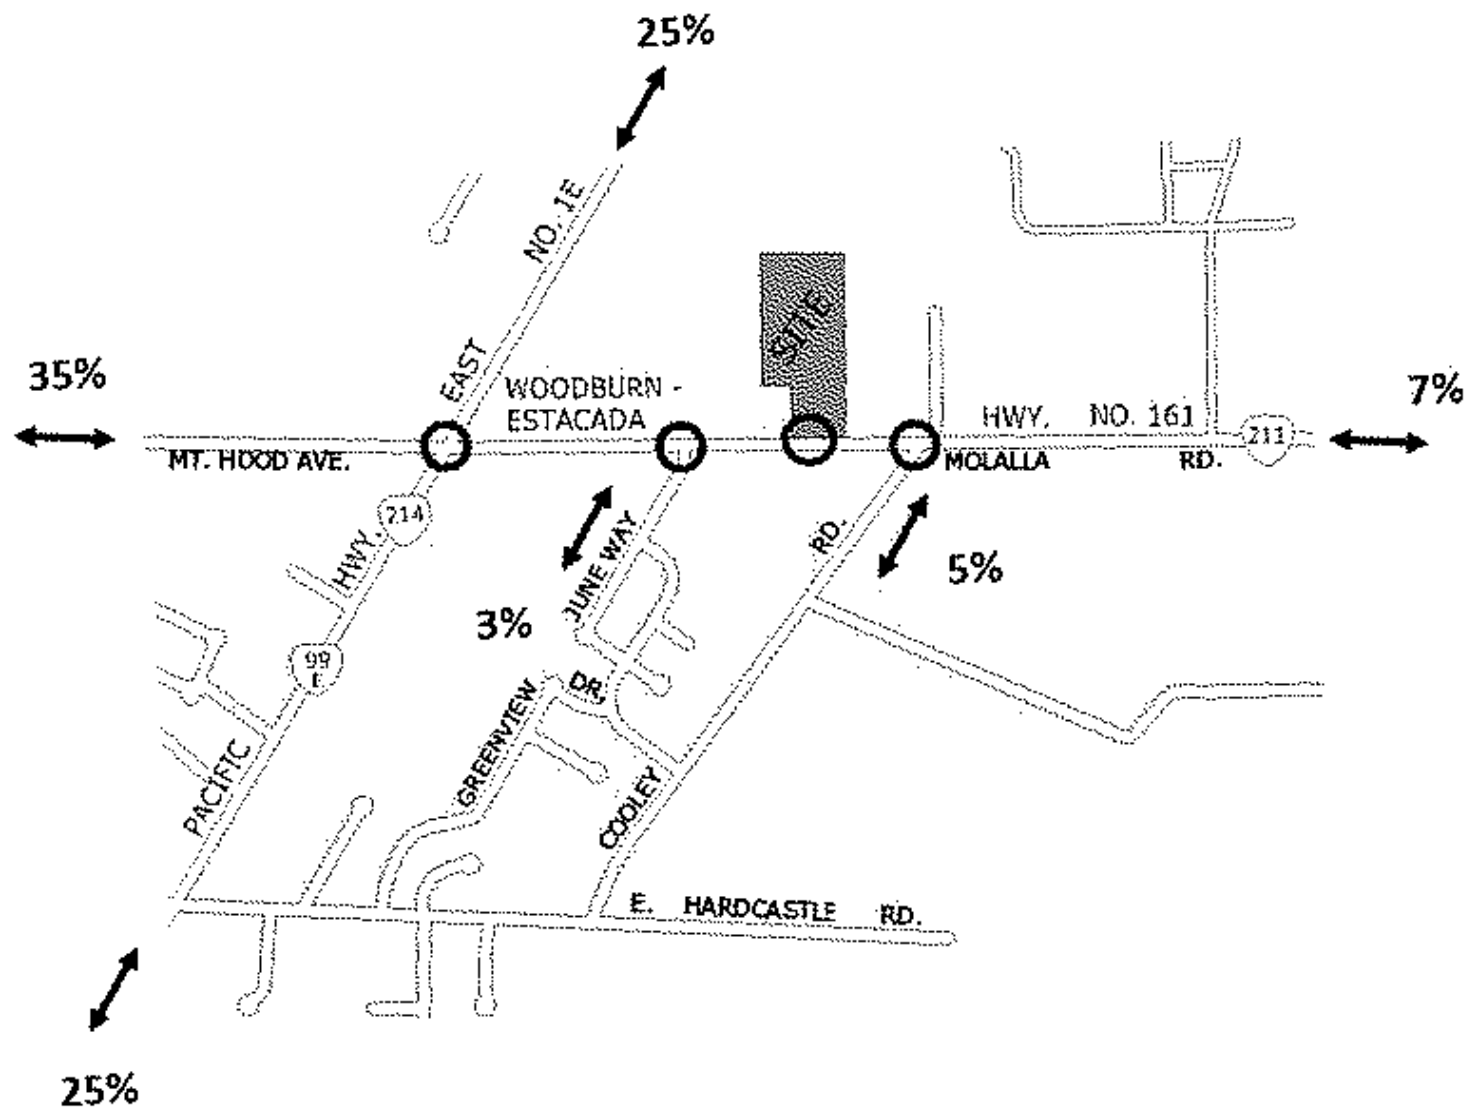 25%
NO. 1E
EAST
SITE
35%
WOODBURN -
ESTACADA
HWY. NO. 161
7%
211
MT. HOOD AVE.
MOLALLA RD.
214
HWY.
JUNE WAY
RD.
5%
3%
99
E
DR.
GREENVIEW
PACIFIC
COOLEY
E. HARDCASTLE RD.
25%